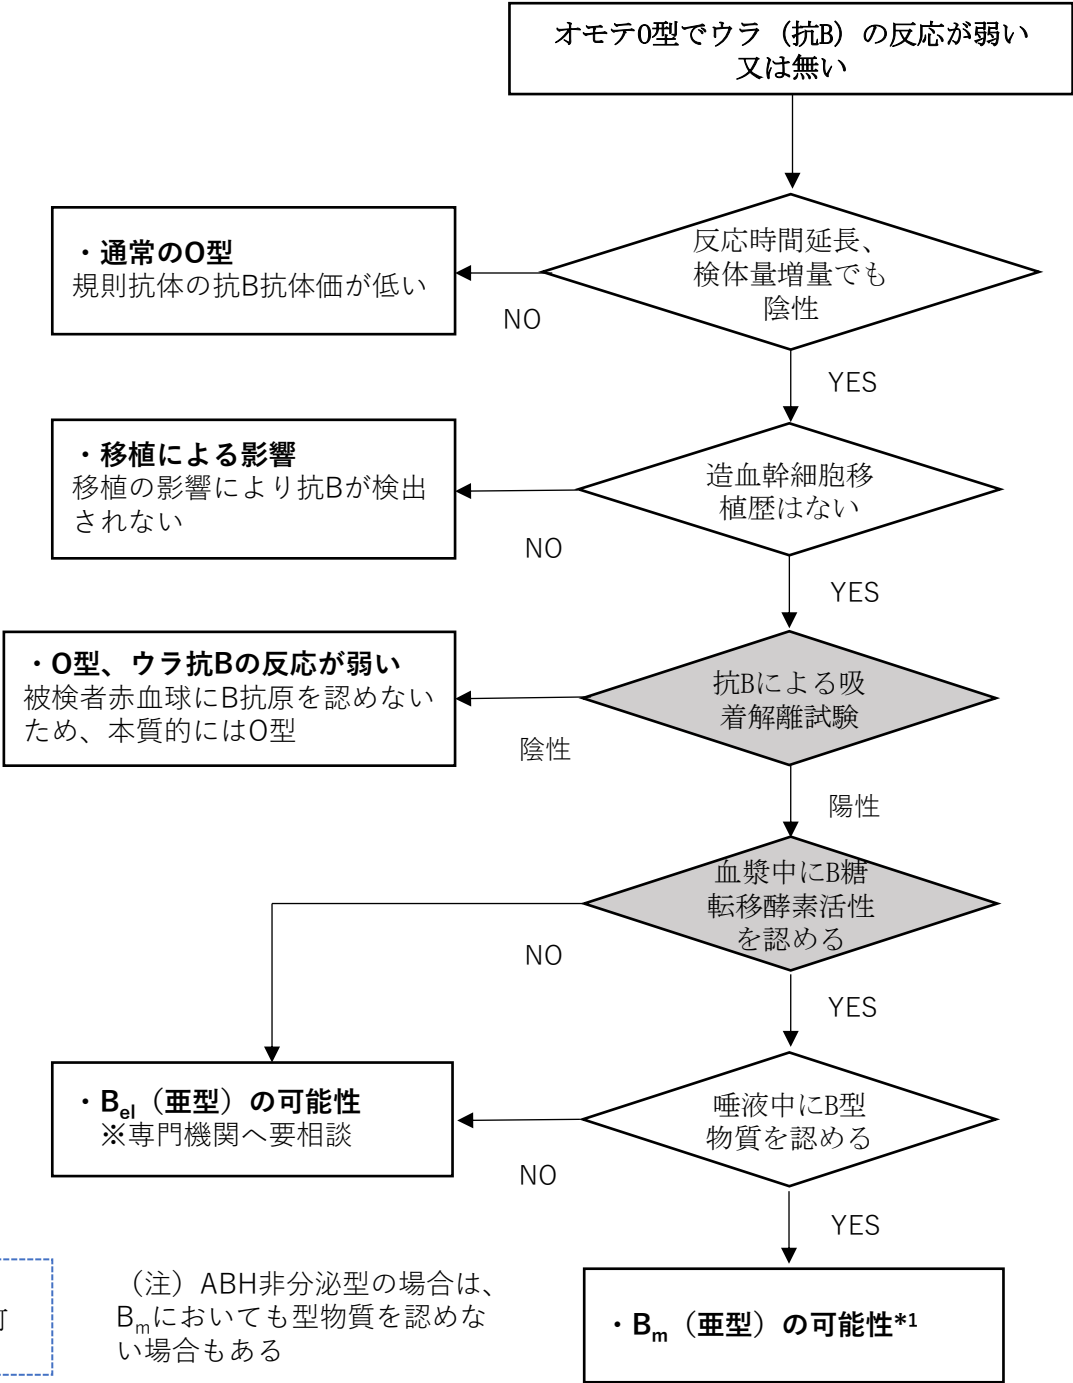 オモテO型でウラ（抗B）の反応が弱い
又は無い
反応時間延長、
検体量増量でも
陰性
・通常のO型
規則抗体の抗B抗体価が低い
NO
YES
造血幹細胞移
植歴はない
・移植による影響
移植の影響により抗Bが検出
されない
NO
YES
抗Bによる吸
着解離試験
・O型、ウラ抗Bの反応が弱い
被検者赤血球にB抗原を認めない
ため、本質的にはO型
陰性
陽性
血漿中にB糖
転移酵素活性
を認める
NO
YES
唾液中にB型
物質を認める
・Bel（亜型）の可能性
※専門機関へ要相談
NO
YES
・Bm（亜型）の可能性*1
（注）ABH非分泌型の場合は、
Bmにおいても型物質を認めな
い場合もある